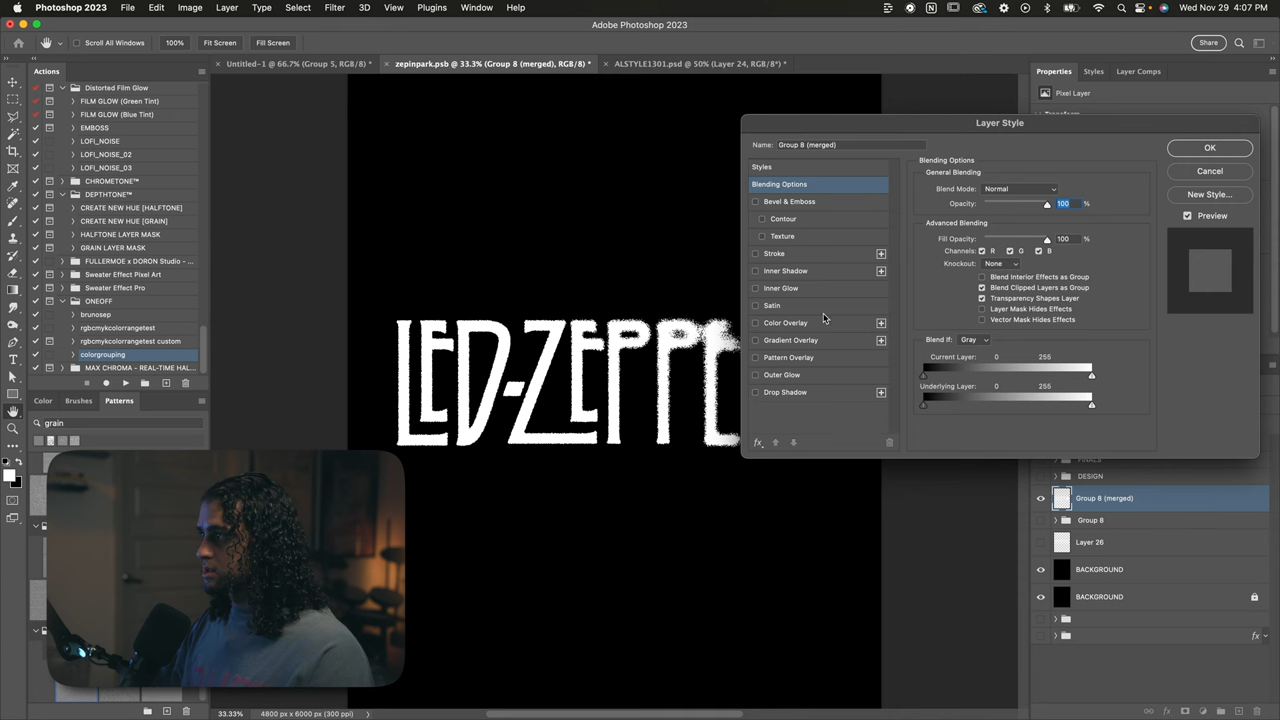 Photoshop 2023 File Edit Image Layer Type Select Filter 3D View Plugins Window Help Wed Nov 29 4:07 PM
Adobe Photoshop 2023
Scroll All Windows 100% Fit Screen Fill Screen Share
Untitled-1 @ 66.7% (Group 5, RGB/8) * zepinpark.psb @ 33.3% (Group 8 (merged), RGB/8) * ALSTYLE1301.psd @ 50% (Layer 24, RGB/8*) *
Actions
Distorted Film Glow
FILM GLOW (Green Tint)
FILM GLOW (Blue Tint)
EMBOSS
LOFI_NOISE
LOFI_NOISE_02
LOFI_NOISE_03
CHROMETONE™
DEPTHTONE™
CREATE NEW HUE [HALFTONE]
CREATE NEW HUE [GRAIN]
HALFTONE LAYER MASK
GRAIN LAYER MASK
FULLERMOE x DORON Studio - ...
Sweater Effect Pixel Art
Sweater Effect Pro
ONEOFF
brunosep
rgbcmykcolorrangetest
rgbcmykolorrangetest custom
colorgrouping
MAX CHROMA - REAL-TIME HAL...
Color Brushes Patterns
grain
LED-ZEPPE
33.33% 4800 px x 6000 px (300 ppi)
Properties Styles Layer Comps
Pixel Layer
Transform
Layer Style
Name: Group 8 (merged)
Styles
Blending Options
Bevel & Emboss
Contour
Texture
Stroke
Inner Shadow
Inner Glow
Satin
Color Overlay
Gradient Overlay
Pattern Overlay
Outer Glow
Drop Shadow
fx
Blending Options
General Blending
Blend Mode: Normal
Opacity: 100 %
Advanced Blending
Fill Opacity: 100 %
Channels: R G B
Knockout: None
Blend Interior Effects as Group
Blend Clipped Layers as Group
Transparency Shapes Layer
Layer Mask Hides Effects
Vector Mask Hides Effects
Blend If: Gray
Current Layer: 0 255
Underlying Layer: 0 255
OK
Cancel
New Style...
Preview
FINALS
DESIGN
Group 8 (merged)
Group 8
Layer 26
BACKGROUND
BACKGROUND
fx